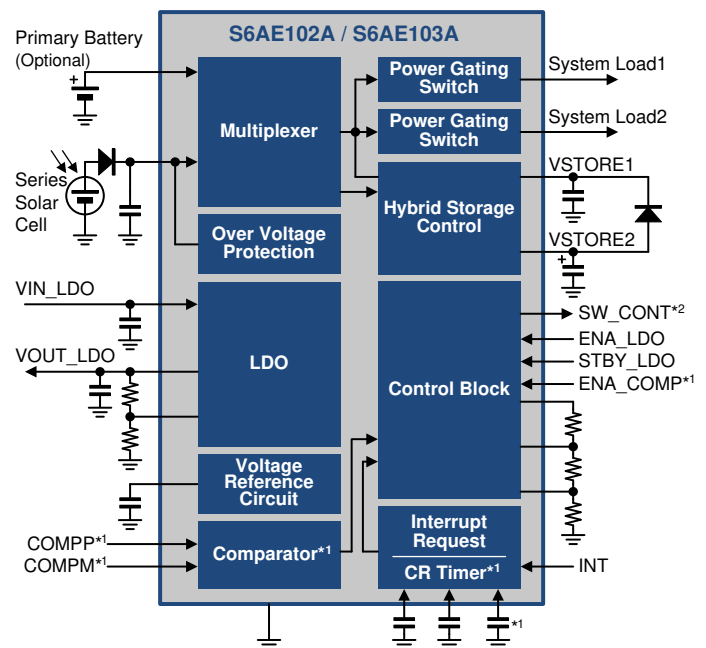 S6AE102A / S6AE103A
Primary Battery
(Optional)
+
Series
Solar
Cell
Multiplexer
Over Voltage
Protection
Power Gating
Switch
System Load1
Power Gating
Switch
System Load2
Hybrid Storage
Control
VSTORE1
VSTORE2
+
VIN_LDO
VOUT_LDO
LDO
Control Block
SW_CONT*2
ENA_LDO
STBY_LDO
ENA_COMP*1
Voltage
Reference
Circuit
COMPP*1
COMPM*1
Comparator*1
Interrupt
Request
CR Timer*1
INT
*1